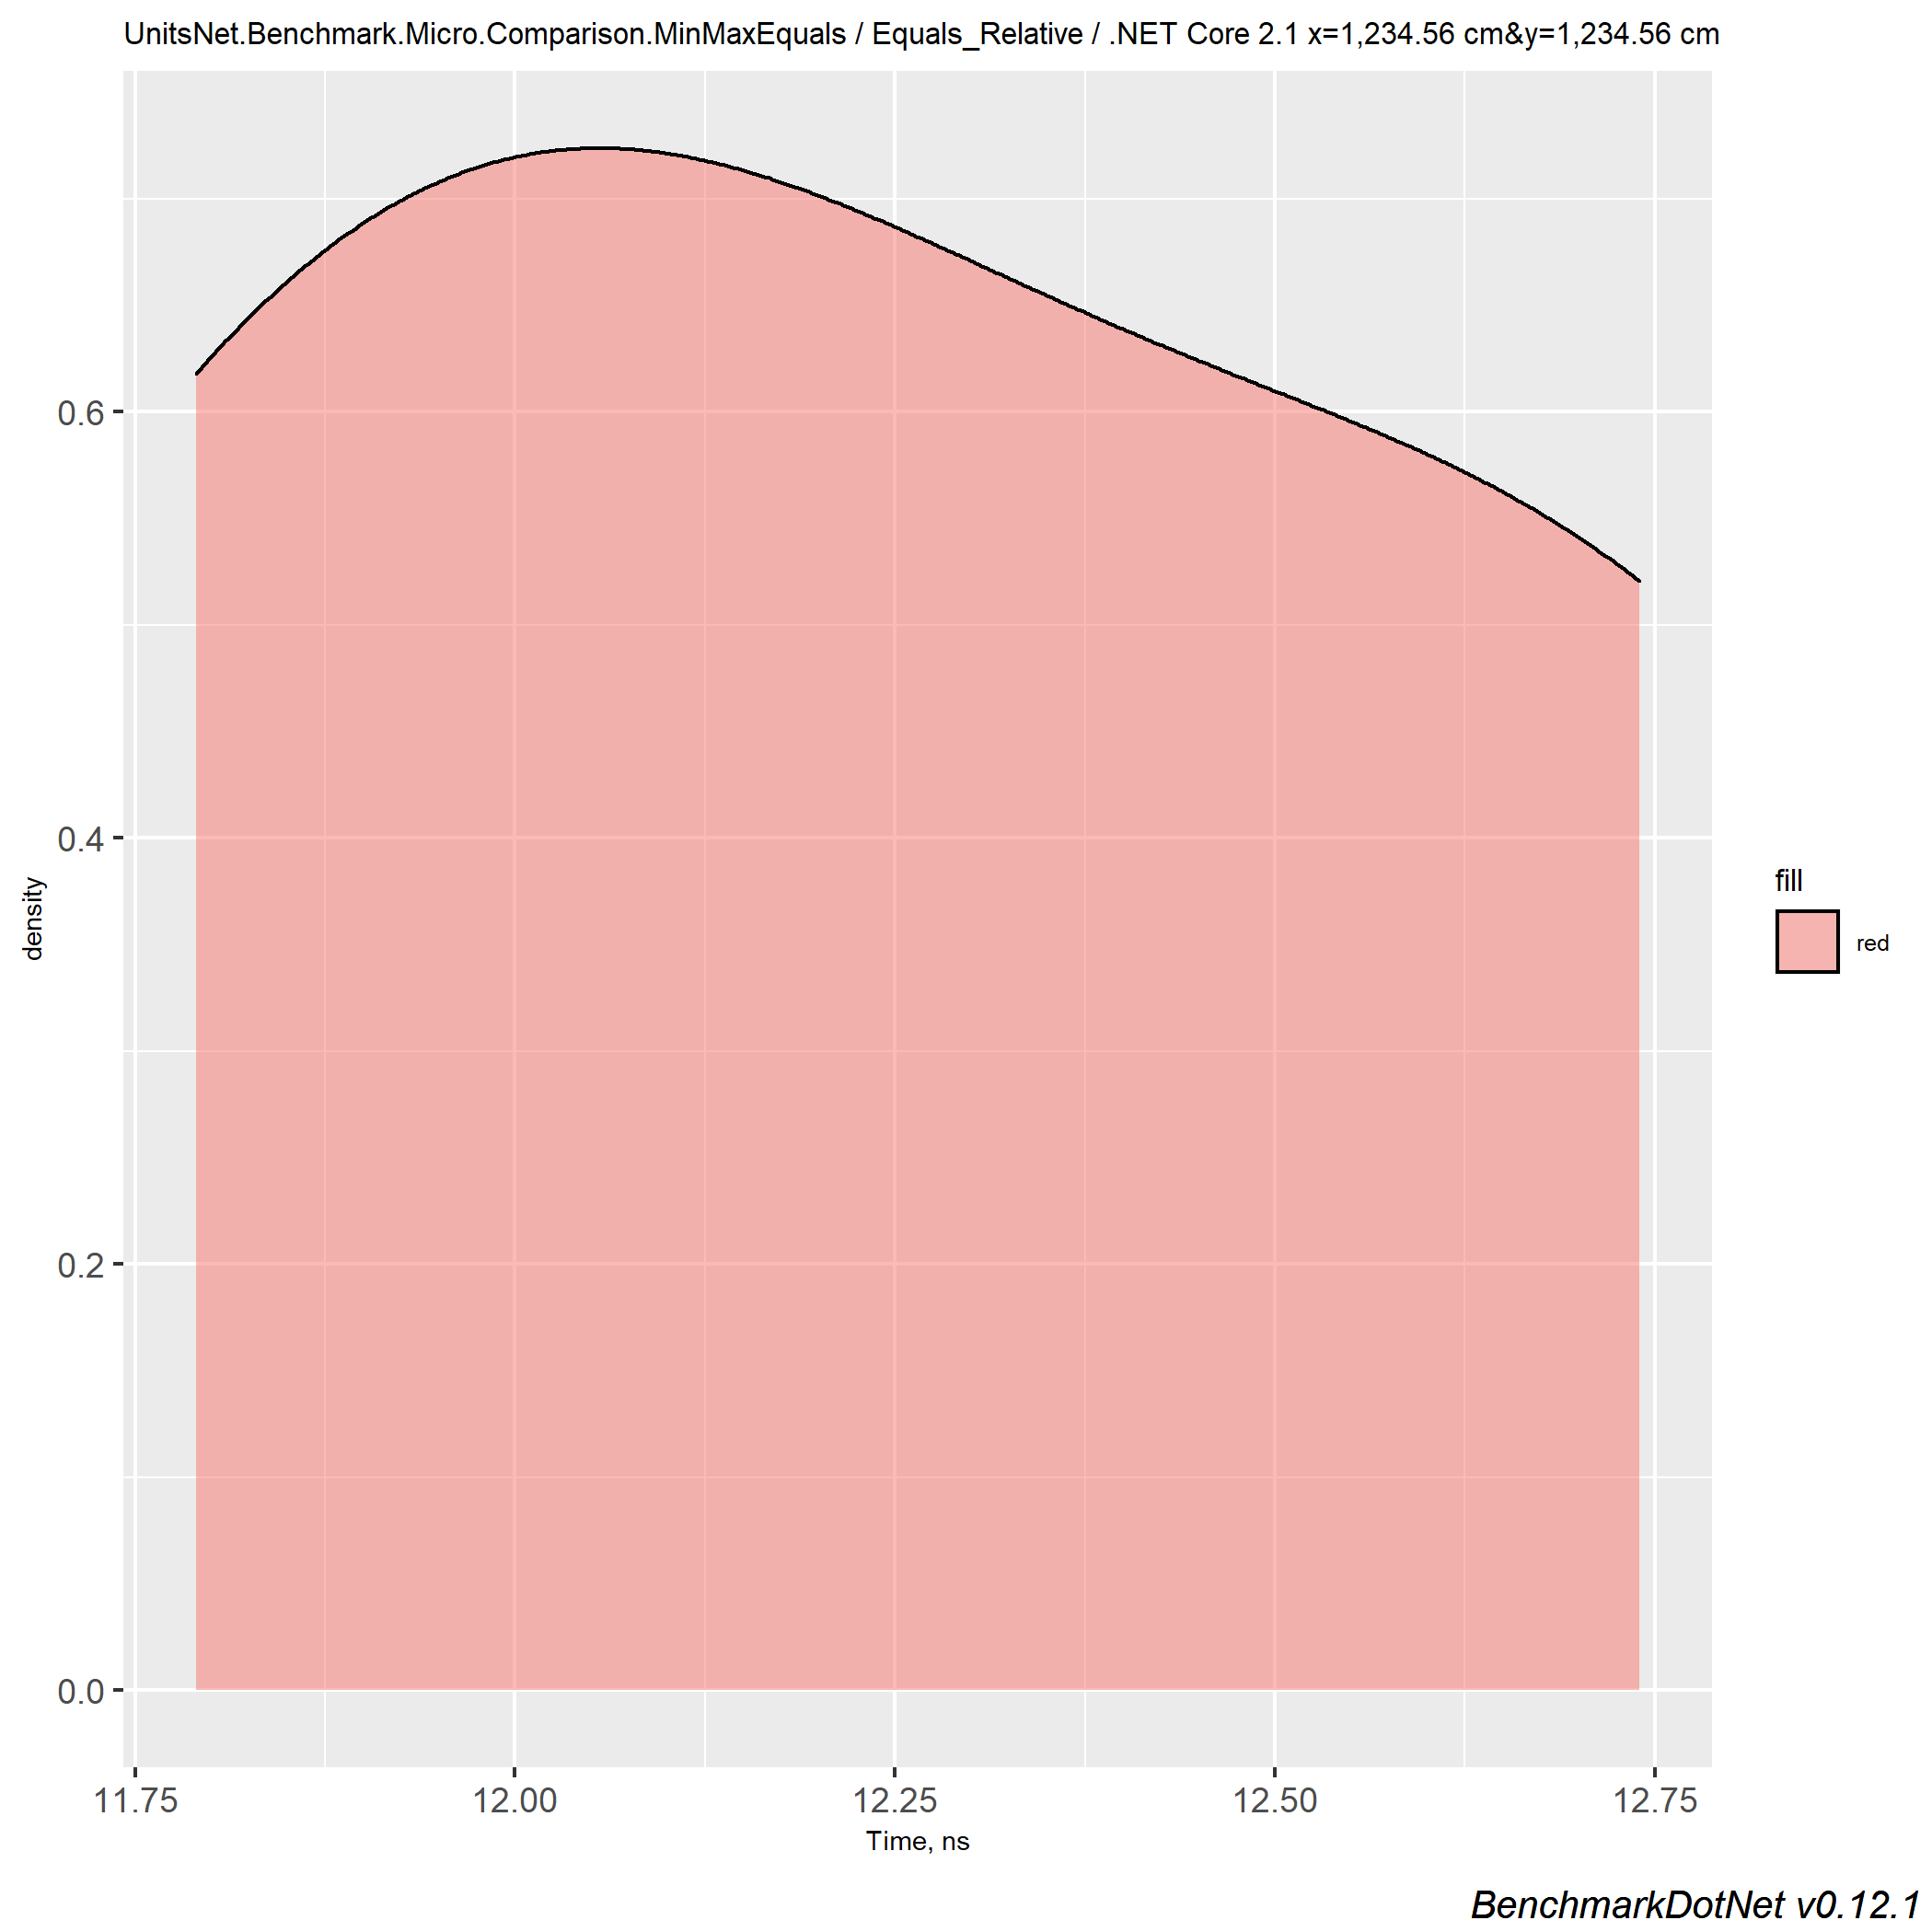 UnitsNet.Benchmark.Micro.Comparison.MinMaxEquals / Equals_Relative / .NET Core 2.1 x=1,234.56 cm&y=1,234.56 cm
0.6
0.4
0.2
0.0
density
11.75 12.00 12.25 12.50 12.75
Time, ns
fill
red
BenchmarkDotNet v0.12.1